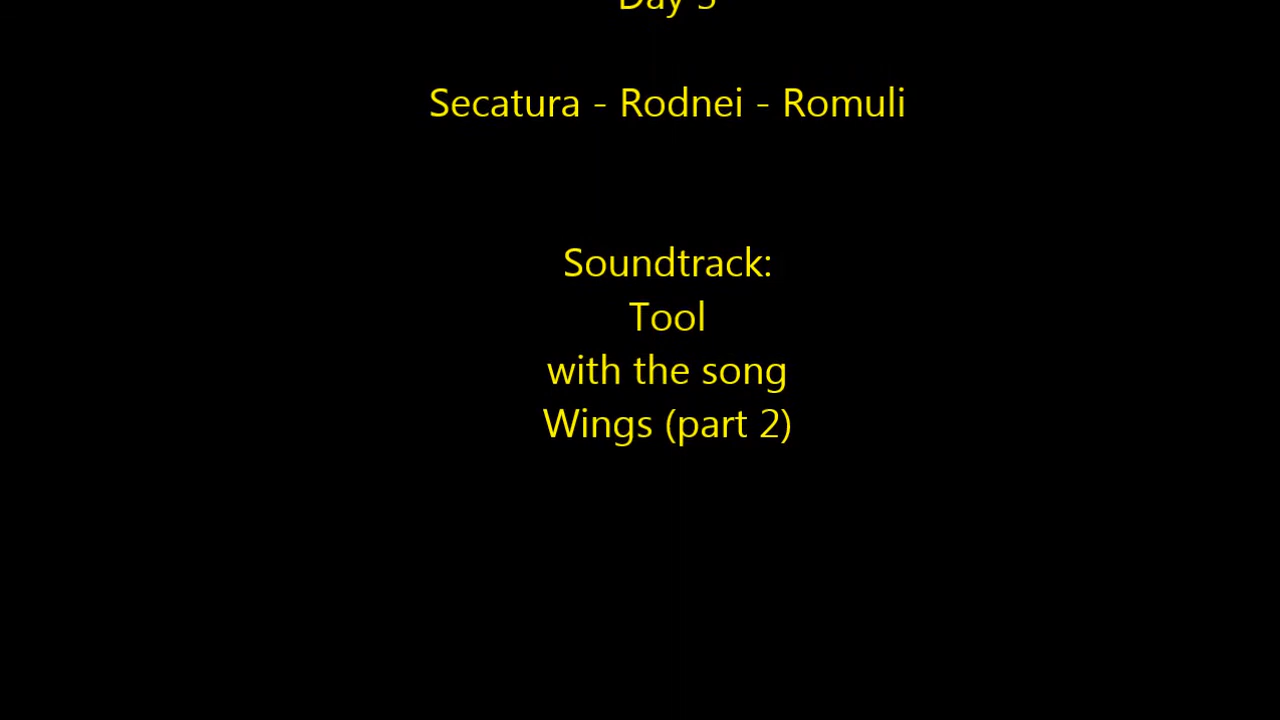 Day
Secatura - Rodnei - Romuli
Soundtrack:
Tool
with the song
Wings (part 2)